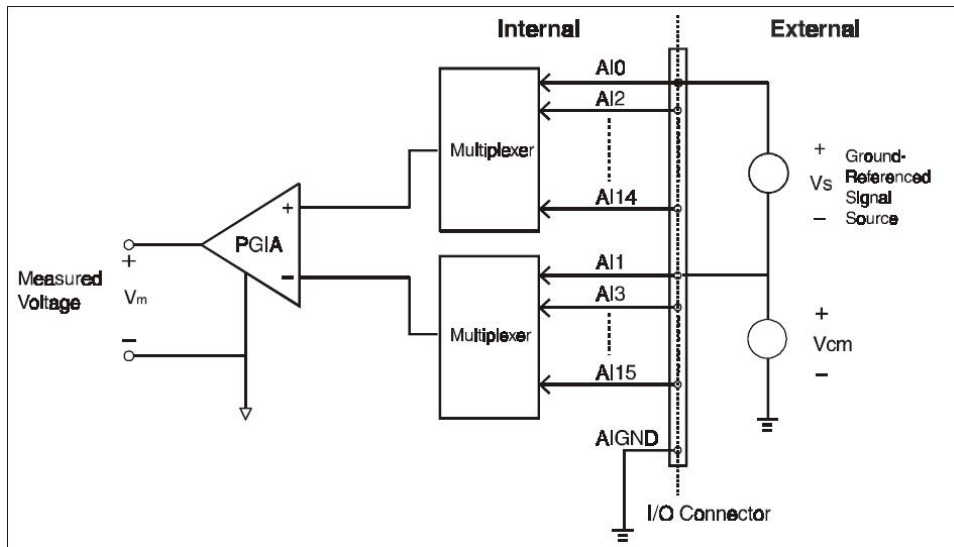 Internal
External
AI0
AI2
Multiplexer
AI14
+
PGIA
−
Measured
Voltage
+
Vm
−
AI1
AI3
Multiplexer
AI15
AIGND
I/O Connector
+
Vs
−
Ground-
Referenced
Signal
Source
+
Vcm
−